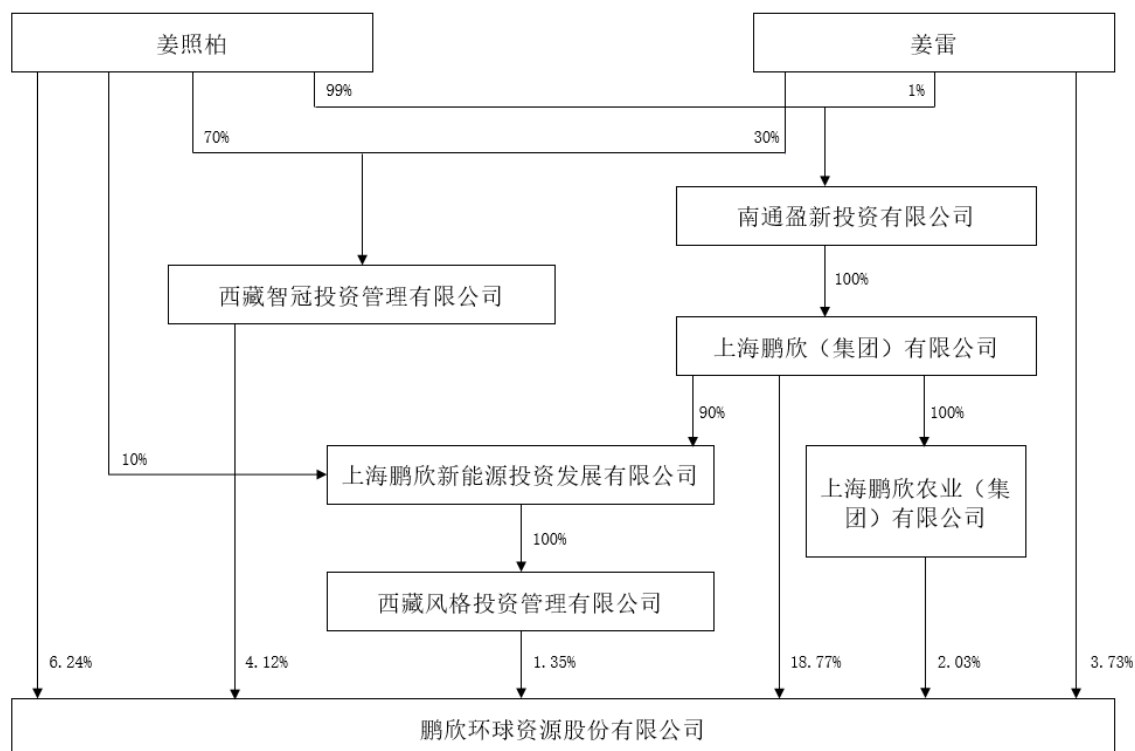 姜照柏
姜雷
99%
1%
70%
30%
南通盈新投资有限公司
100%
西藏智冠投资管理有限公司
上海鹏欣（集团）有限公司
90%
100%
10%
上海鹏欣新能源投资发展有限公司
上海鹏欣农业（集
团）有限公司
100%
西藏风格投资管理有限公司
6.24%
4.12%
1.35%
18.77%
2.03%
3.73%
鹏欣环球资源股份有限公司